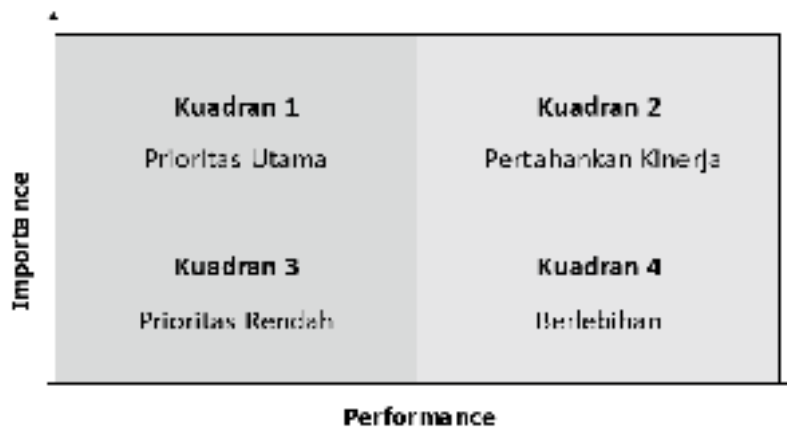 Kuadran 1
Kuadran 2
Prioritas Utama
Pertahankan Kinerja
Importance
Kuadran 3
Kuadran 4
Prioritas Rendah
Berlebihan
Performance